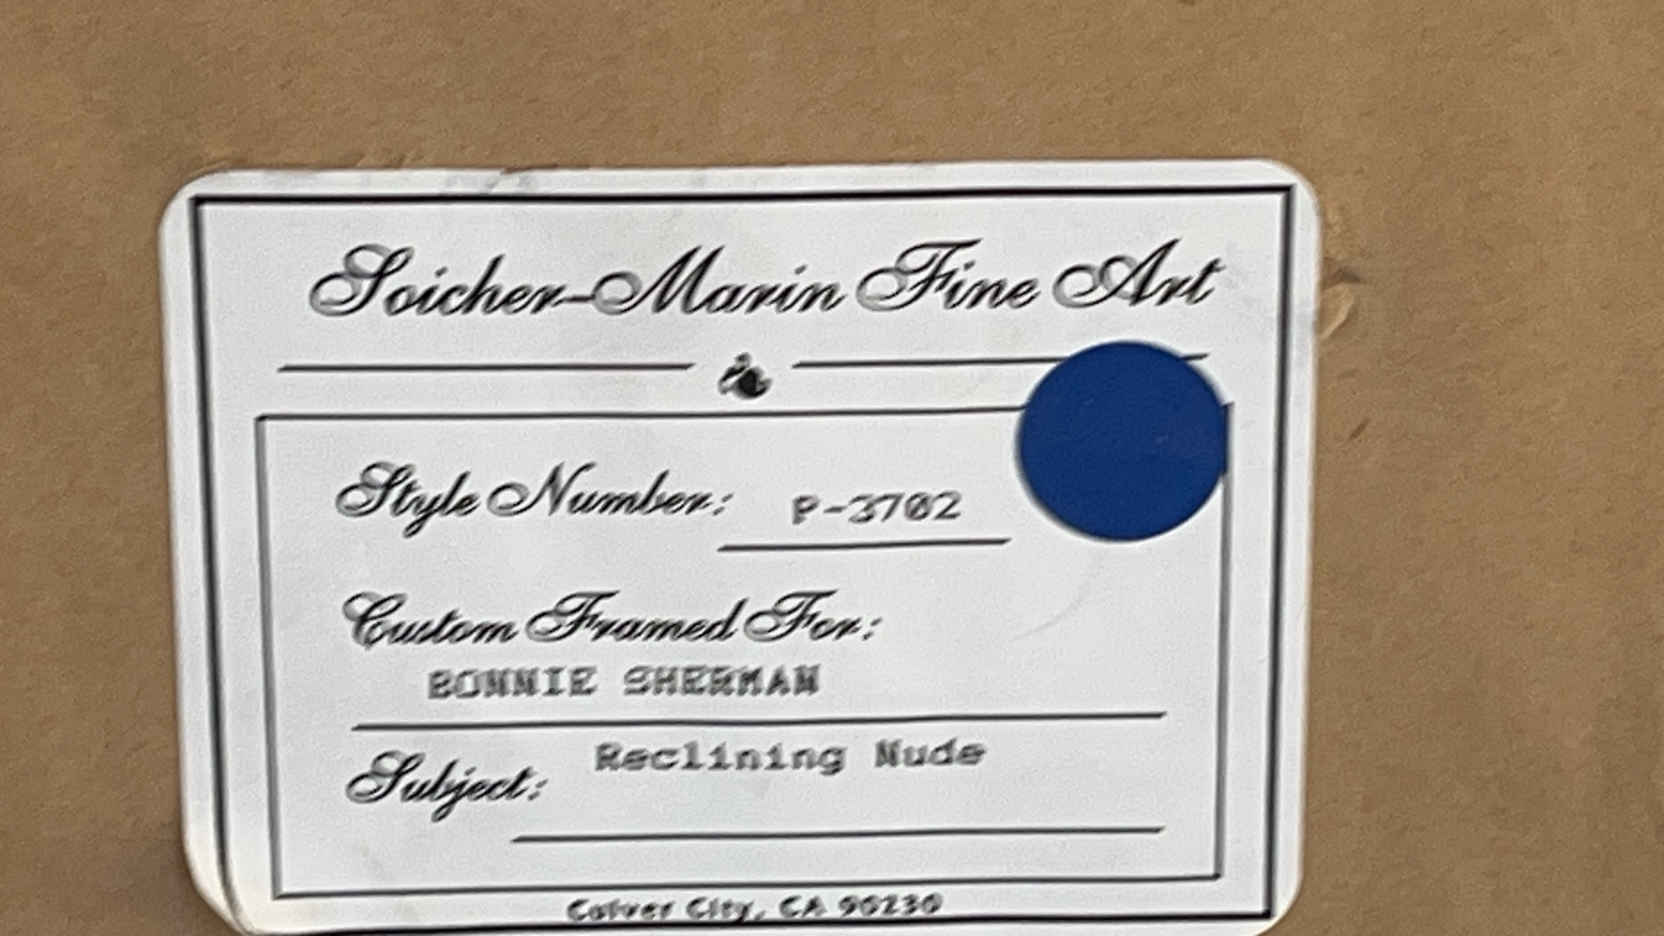 Soicher-Marin Fine Art
Style Number: P-3702
Custom Framed For:
BONNIE SHERMAN
Subject: Reclining Nude
Culver City, CA 90230